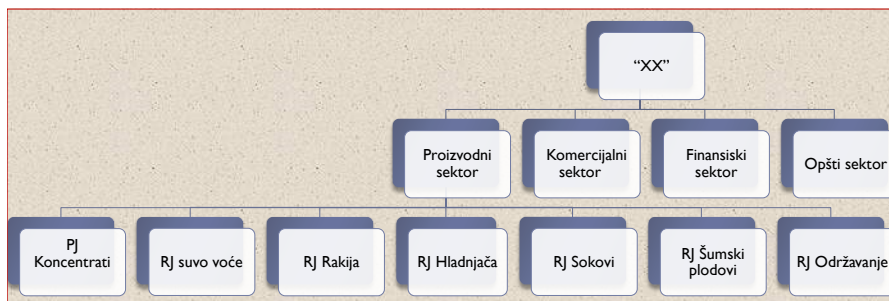 “XX”
Proizvodni
sektor
Komercijalni
sektor
Finansiski
sektor
Opšti sektor
PJ
Koncentrati
RJ suvo voće
RJ Rakija
RJ Hladnjača
RJ Sokovi
RJ Šumski
plodovi
RJ Održavanje